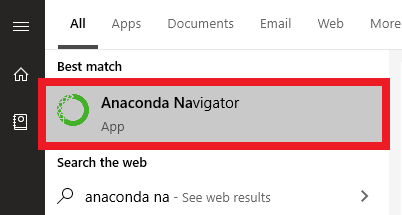 All Apps Documents Email Web More
Best match
Anaconda Navigator
App
Search the web
anaconda na - See web results